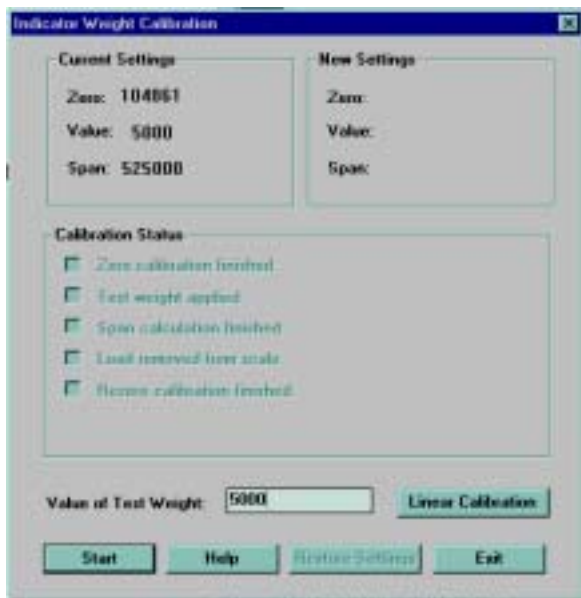 Indicator Weight Calibration
Current Settings
Zero: 104861
Value: 5000
Span: 525000
New Settings
Zero:
Value:
Span:
Calibration Status
Zero calibration finished
Test weight applied
Span calculation finished
Load removed from scale
Rezero calibration finished
Value of Test Weight: 5000
Linear Calibration
Start
Help
Restore Settings
Exit